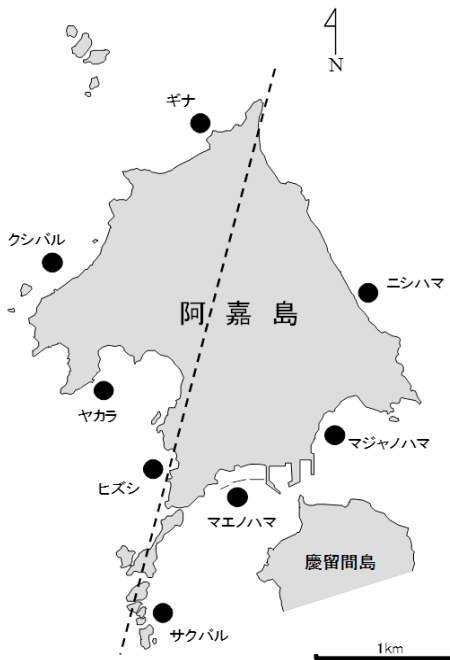 N
ギナ
クシバル
ニシハマ
阿嘉島
ヤカラ
マジャノハマ
ヒズシ
マエノハマ
慶留間島
サクバル
1km